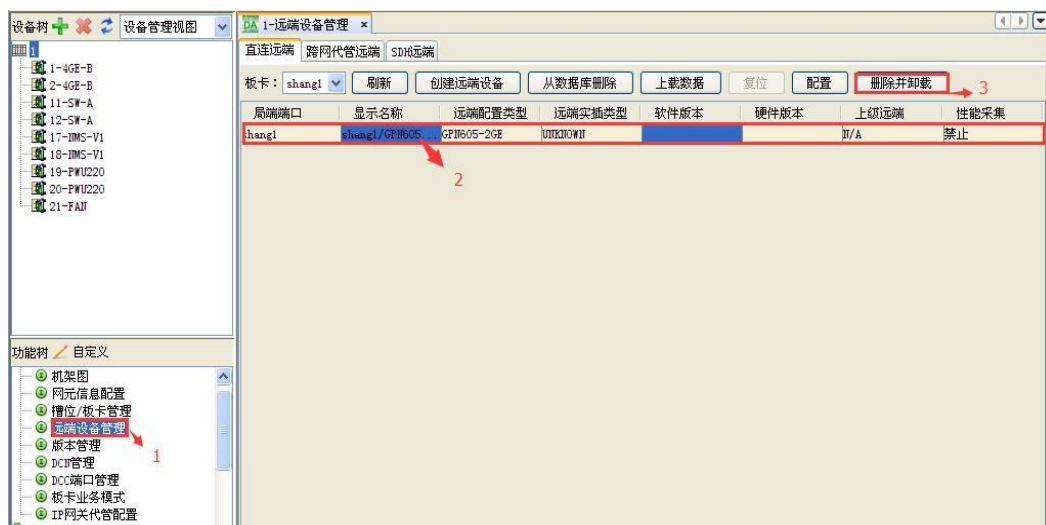 设备树 设备管理视图
1
1-4GE-B
2-4GE-B
11-SW-A
12-SW-A
17-NMS-V1
18-NMS-V1
19-PWU220
20-PWU220
21-FAN
功能树 自定义
机架图
网元信息配置
槽位/板卡管理
远端设备管理
1
版本管理
DCN管理
DCC端口管理
板卡业务模式
IP网关代管配置
DA 1-远端设备管理 ×
直连远端 跨网代管远端 SDH远端
板卡： shang1 刷新 创建远端设备 从数据库删除 上载数据 复位 配置 删除并卸载
3
局端端口 显示名称 远端配置类型 远端实插类型 软件版本 硬件版本 上级远端 性能采集
hang1 shang1/GPN605... GPN605-2GE UNKNOWN N/A 禁止
2